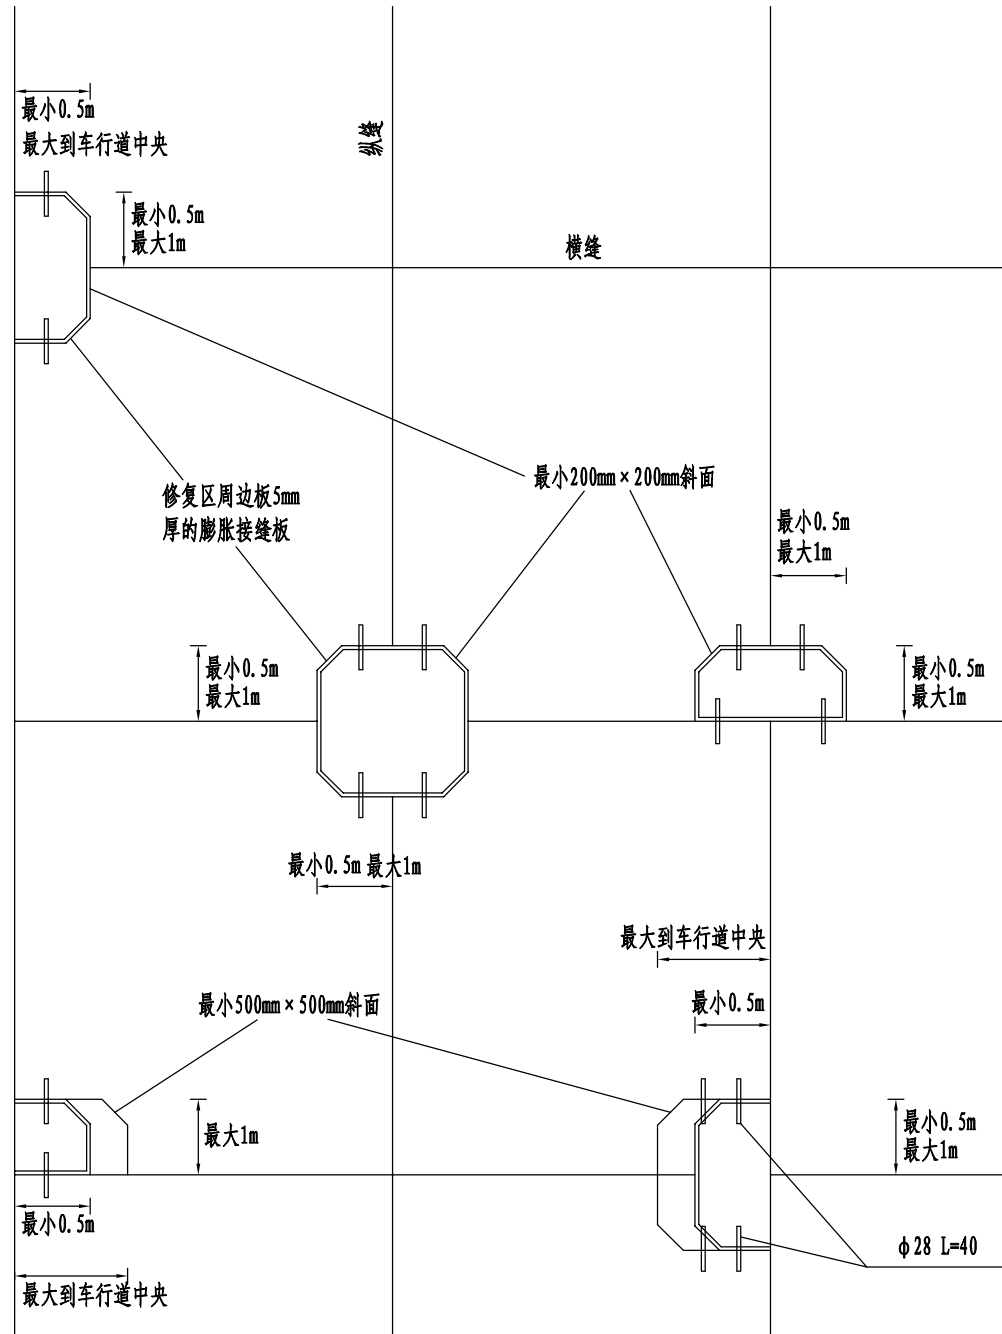 最小0.5m
最大到车行道中央
纵缝
最小0.5m
最大1m
横缝
最小200mm×200mm斜面
修复区周边板5mm
厚的膨胀接缝板
最小0.5m
最大1m
最小0.5m
最大1m
最小0.5m
最大1m
最小0.5m 最大1m
最大到车行道中央
最小500mm×500mm斜面
最小0.5m
最大1m
最小0.5m
最大1m
最小0.5m
ϕ28 L=40
最大到车行道中央